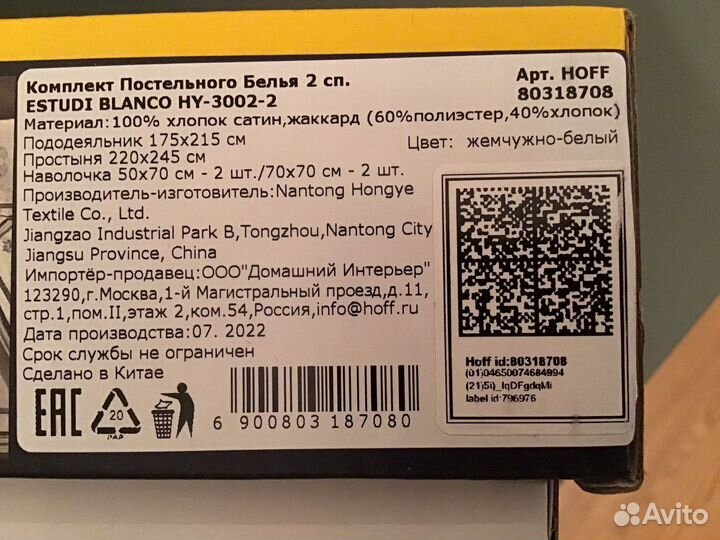 Комплект Постельного Белья 2 сп.
Арт. HOFF
ESTUDI BLANCO HY-3002-2
80318708
Материал:100% хлопок сатин,жаккард (60%полиэстер,40%хлопок)
Пододеяльник 175х215 см
Цвет: жемчужно-белый
Простыня 220х245 см
Наволочка 50х70 см - 2 шт./70х70 см - 2 шт.
Производитель-изготовитель:Nantong Hongye
Textile Co., Ltd.
Jiangzao Industrial Park B,Tongzhou,Nantong City
Jiangsu Province, China
Импортёр-продавец:ООО"Домашний Интерьер"
123290,г.Москва,1-й Магистральный проезд,д.11,
стр.1,пом.II,этаж 2,ком.54,Россия,info@hoff.ru
Дата производства:07. 2022
Срок службы не ограничен
Сделано в Китае
EAC
20
PAP
6 900803 187080
Hoff id:80318708
(01)04650074684994
label id:796976
Avito